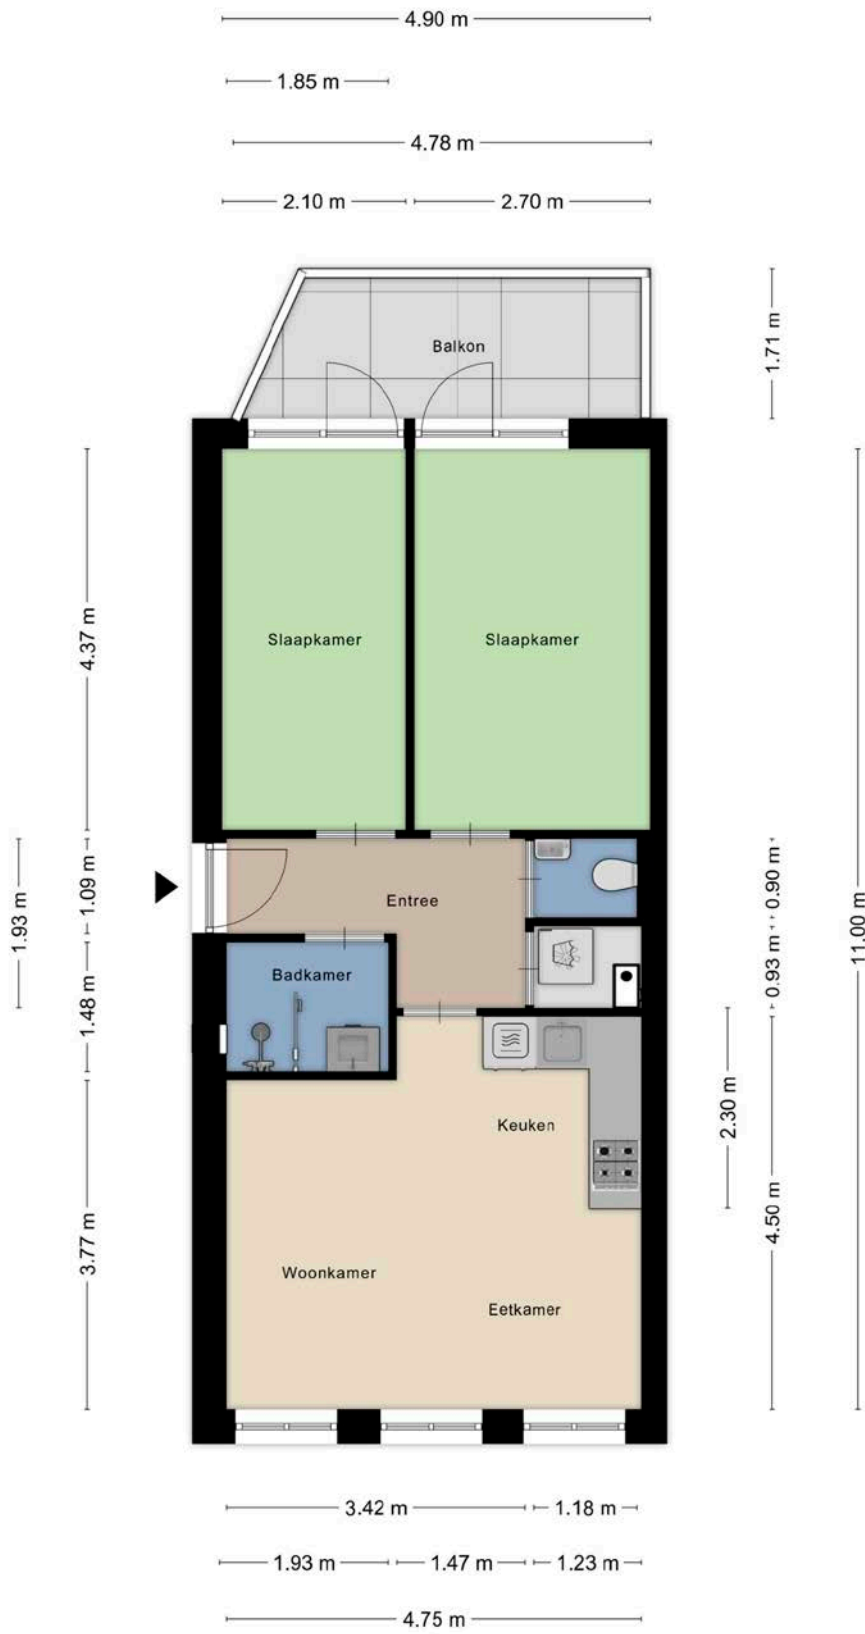 4.90 m
1.85 m
4.78 m
2.10 m
2.70 m
Balkon
1.71 m
4.37 m
Slaapkamer
Slaapkamer
1.93 m
1.09 m
Entree
0.90 m
11.00 m
1.48 m
Badkamer
0.93 m
Keuken
2.30 m
3.77 m
Woonkamer
Eetkamer
4.50 m
3.42 m
1.18 m
1.93 m
1.47 m
1.23 m
4.75 m